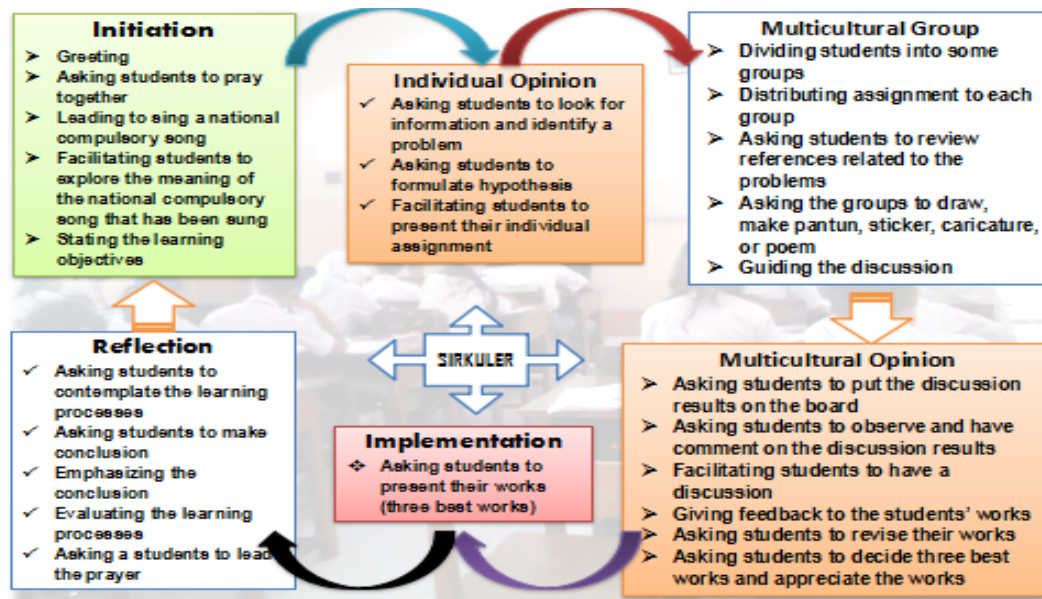 Initiation
➤ Greeting
➤ Asking students to pray
together
➤ Leading to sing a national
compulsory song
➤ Facilitating students to
explore the meaning of
the national compulsory
song that has been sung
➤ Stating the learning
objectives
Individual Opinion
✓ Asking students to look for
information and identify a
problem
✓ Asking students to
formulate hypothesis
✓ Facilitating students to
present their individual
assignment
Multicultural Group
➤ Dividing students into some
groups
➤ Distributing assignment to each
group
➤ Asking students to review
references related to the
problems
➤ Asking the groups to draw,
make pantun, sticker, caricature,
or poem
➤ Guiding the discussion
Multicultural Opinion
➤ Asking students to put the discussion
results on the board
➤ Asking students to observe and have
comment on the discussion results
➤ Facilitating students to have a
discussion
➤ Giving feedback to the students' works
➤ Asking students to revise their works
➤ Asking students to decide three best
works and appreciate the works
Implementation
❖ Asking students to
present their works
(three best works)
Reflection
✓ Asking students to
contemplate the learning
processes
✓ Asking students to make
conclusion
✓ Emphasizing the
conclusion
✓ Evaluating the learning
processes
✓ Asking a students to lead
the prayer
SIRKULER